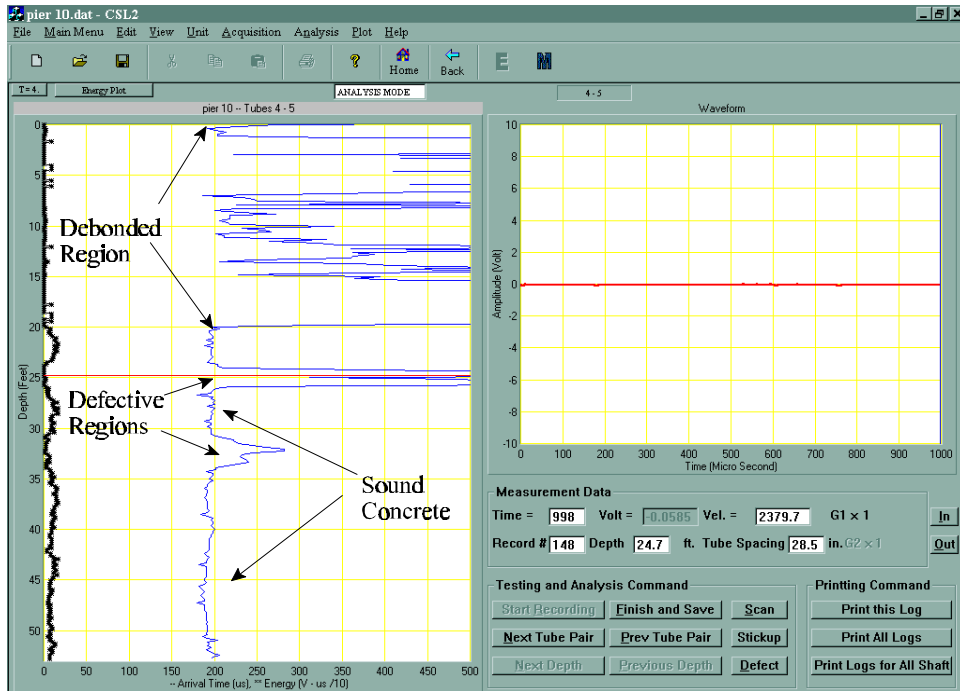 pier 10.dat - CSL2
File Main Menu Edit View Unit Acquisition Analysis Plot Help
Home Back E M
T= 4. Energy Plot ANALYSIS MODE 4 - 5
pier 10 -- Tubes 4 - 5
Debonded
Region
Defective
Regions
Sound
Concrete
Depth (Feet)
0
5
10
15
20
25
30
35
40
45
50
0 50 100 150 200 250 300 350 400 450 500
-- Arrival Time (us), ** Energy (V - us /10)
Waveform
Amplitude (Volt)
10
8
6
4
2
0
-2
-4
-6
-8
-10
0 100 200 300 400 500 600 700 800 900 1000
Time (Micro Second)
Measurement Data
Time = 998 Volt = -0.0585 Vel. = 2379.7 G1 × 1
Record # 148 Depth 24.7 ft. Tube Spacing 28.5 in. G2 × 1
In
Out
Testing and Analysis Command
Start Recording Finish and Save Scan
Next Tube Pair Prev Tube Pair Stickup
Next Depth Previous Depth Defect
Printting Command
Print this Log
Print All Logs
Print Logs for All Shaft